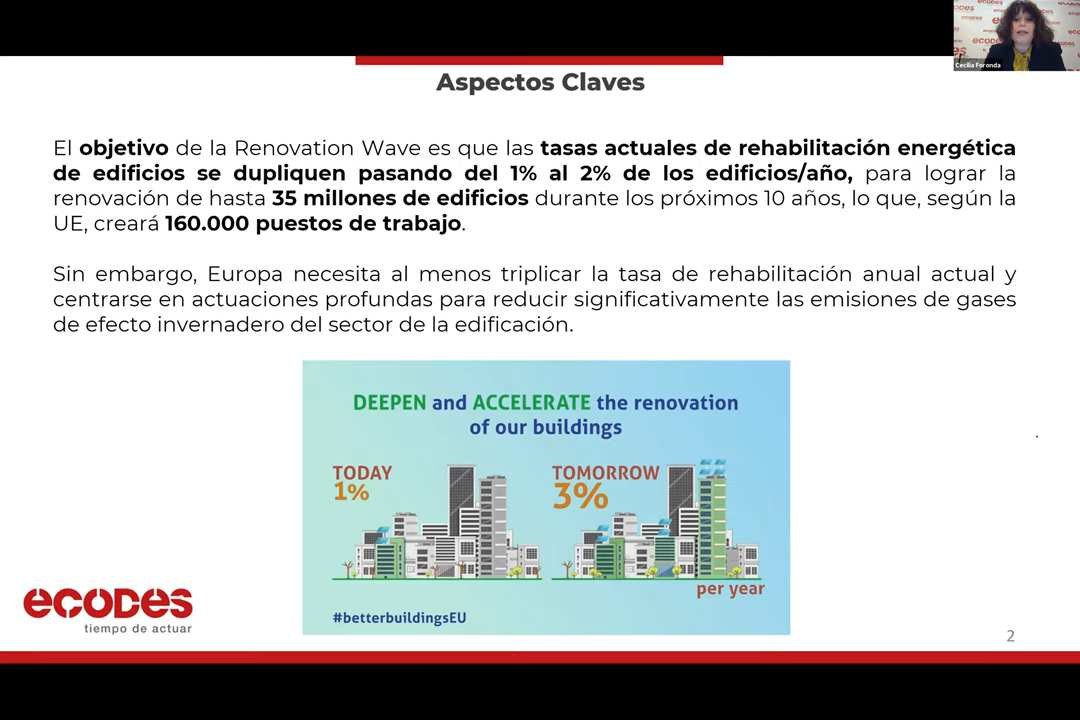 Cecilia Foronda
Aspectos Claves
El objetivo de la Renovation Wave es que las tasas actuales de rehabilitación energética
de edificios se dupliquen pasando del 1% al 2% de los edificios/año, para lograr la
renovación de hasta 35 millones de edificios durante los próximos 10 años, lo que, según la
UE, creará 160.000 puestos de trabajo.
Sin embargo, Europa necesita al menos triplicar la tasa de rehabilitación anual actual y
centrarse en actuaciones profundas para reducir significativamente las emisiones de gases
de efecto invernadero del sector de la edificación.
DEEPEN and ACCELERATE the renovation
of our buildings
TODAY
1%
TOMORROW
3%
per year
#betterbuildingsEU
ecodes
tiempo de actuar
2